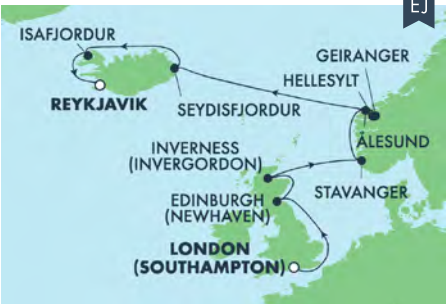 EJ
ISAFJORDUR
GEIRANGER
HELLESYLT
REYKJAVIK
SEYDISFJORDUR
ÅLESUND
INVERNESS
(INVERGORDON)
STAVANGER
EDINBURGH
(NEWHAVEN)
LONDON
(SOUTHAMPTON)